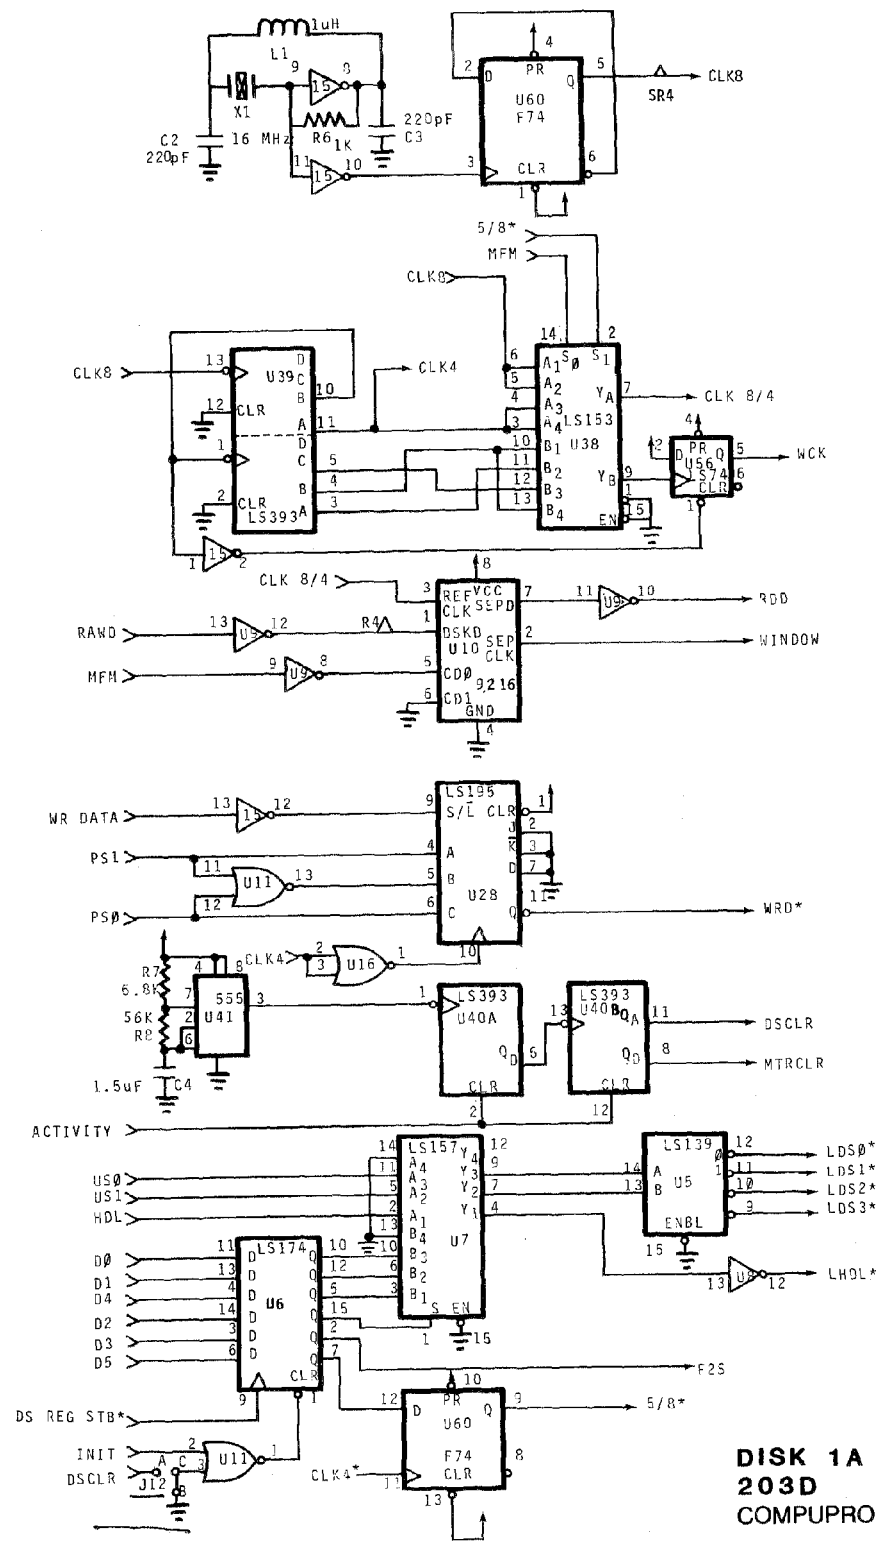 1uH
L1
4
9 8 2 D PR Q 5 CLK8
15
X1 U60 SR4
F74
C2 16 MHz R6 1K 220pF
220pF C3
11 10 3 CLR 6
15
1
5/8*
MFM
CLK8
14 2
CLK8 13 U39 D CLK4 6 A1 S0 S1
C 10 5 A2 YA 7 CLK 8/4
B 4 A3
12 CLR A 11 3 A4 LS153 4
D 10 B1 U38 2 D PR Q 5 WCK
1 C 5 11 B2 U56
B 4 12 B3 YB 9 LS74 6
2 CLR A 3 13 B4 1 CLR
LS393 EN 15 1
1 15 2
CLK 8/4 8
3 REF VCC 7 11 U9 10 RDD
CLK SEPD
RAWD 13 U9 12 R4 1 DSKD
U10 SEP 2 WINDOW
CLK
MFM 9 U9 8 5 CD0
6 CD1 9216
GND
4
LS195
WR DATA 13 15 12 9 S/L CLR 1
J 2
PS1 4 A K 3
11 D 7
U11 13 5 B
12 U28 11
PS0 6 C Q WRD*
CLK4 2 1 10
3 U16
R7 4 8
6.8K 555 3 1 LS393 13 LS393
7 U41 U40A U40B QA 11 DSCLR
56K 2
R8 6 QD 6 QD 8 MTRCLR
1.5uF C4 CLR CLR
2 12
ACTIVITY
14 LS157 12 LS139 12 LDS0*
A4 Y4 0
US0 11 A3 Y3 9 14 A 1 11 LDS1*
US1 5 A2 Y2 7 13 B U5 10 LDS2*
HDL 2 A1 Y1 4 9 LDS3*
13 B4 ENBL
D0 11 D LS174 Q 10 10 B3 U7 15
D1 13 D Q 12 6 B2 13 U8 12 LHDL*
D4 4 D U6 Q 5 3 B1
D2 14 D Q 15 S EN
D3 3 D Q 2 1 15
D5 6 D Q 7 F2S
CLR 10
DS REG STB* 9 1 12 D PR Q 9 5/8*
U60
INIT 2 F74 8
DSCLR A C 3 U11 1 CLK4* 11 CLR
J12 B 13
DISK 1A
203D
COMPUPRO